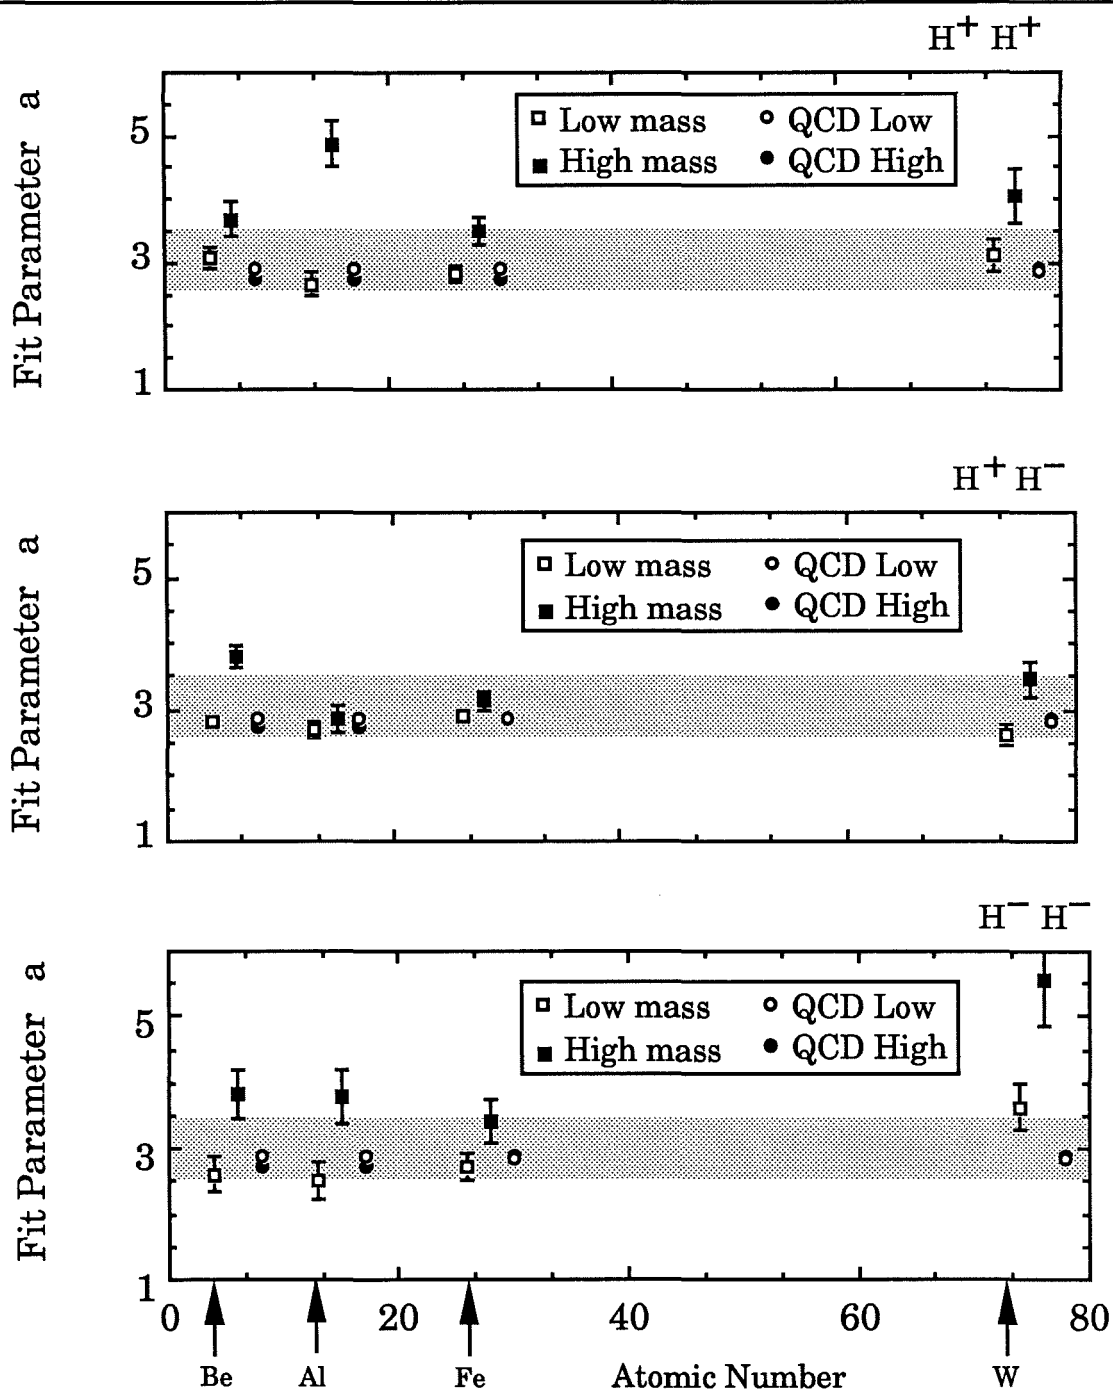 H⁺ H⁺
Fit Parameter a
5
3
1
Low mass
QCD Low
High mass
QCD High
H⁺ H⁻
Fit Parameter a
5
3
1
Low mass
QCD Low
High mass
QCD High
H⁻ H⁻
Fit Parameter a
5
3
1
Low mass
QCD Low
High mass
QCD High
0 20 40 60 80
Be Al Fe Atomic Number W